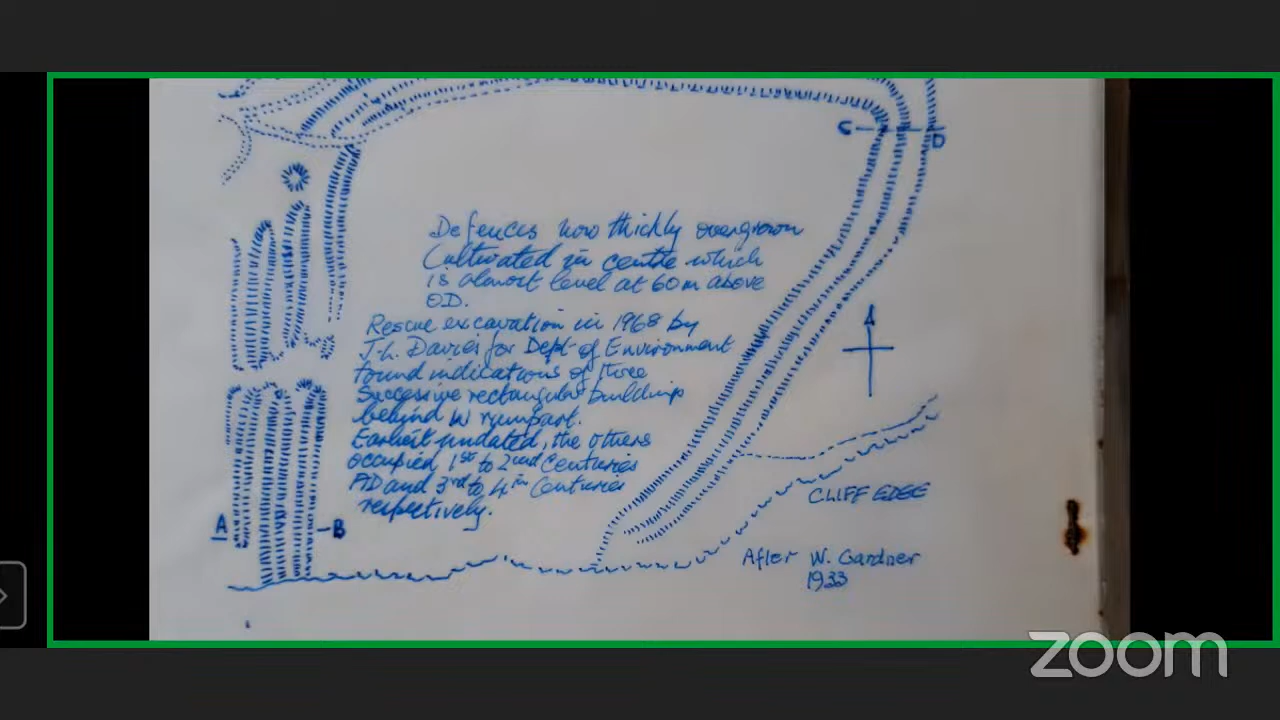 C
D
Defences now thickly overgrown
Cultivated in centre which
is almost level at 60m above
OD.
Rescue excavation in 1968 by
J.L. Davies for Dept of Environment
found indications of three
Successive rectangular buildings
behind W rampart.
Earliest undated, the others
occupied 1st to 2nd Centuries
AD and 3rd to 4th Centuries
respectively.
A
B
CLIFF EDGE
After W. Gardner
1933
zoom